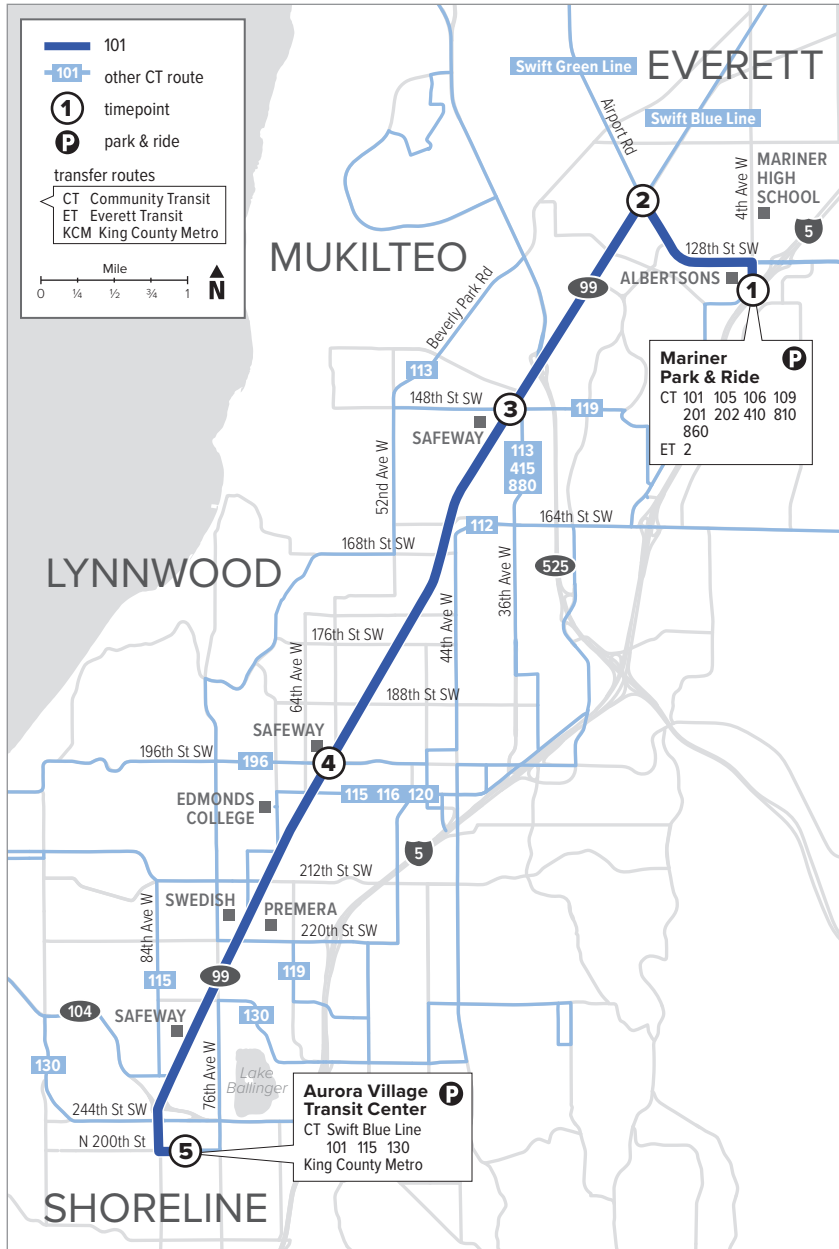 101
101 other CT route
1 timepoint
P park & ride
transfer routes
CT Community Transit
ET Everett Transit
KCM King County Metro
Mile
0 ¼ ½ ¾ 1
N
EVERETT
Swift Green Line
Swift Blue Line
Airport Rd
4th Ave W
MARINER
HIGH
SCHOOL
5
2
128th St SW
ALBERTSONS
1
MUKILTEO
99
Beverly Park Rd
Mariner
Park & Ride
P
CT 101 105 106 109
201 202 410 810
860
ET 2
113
148th St SW
3
119
SAFEWAY
113
415
880
52nd Ave W
112
164th St SW
168th St SW
LYNNWOOD
525
36th Ave W
44th Ave W
176th St SW
64th Ave W
188th St SW
SAFEWAY
196th St SW
196
4
EDMONDS
COLLEGE
115 116 120
5
212th St SW
SWEDISH
PREMERA
84th Ave W
220th St SW
99
115
119
104
SAFEWAY
130
130
76th Ave W
Lake
Ballinger
244th St SW
N 200th St
5
Aurora Village
Transit Center
P
CT Swift Blue Line
101 115 130
King County Metro
SHORELINE